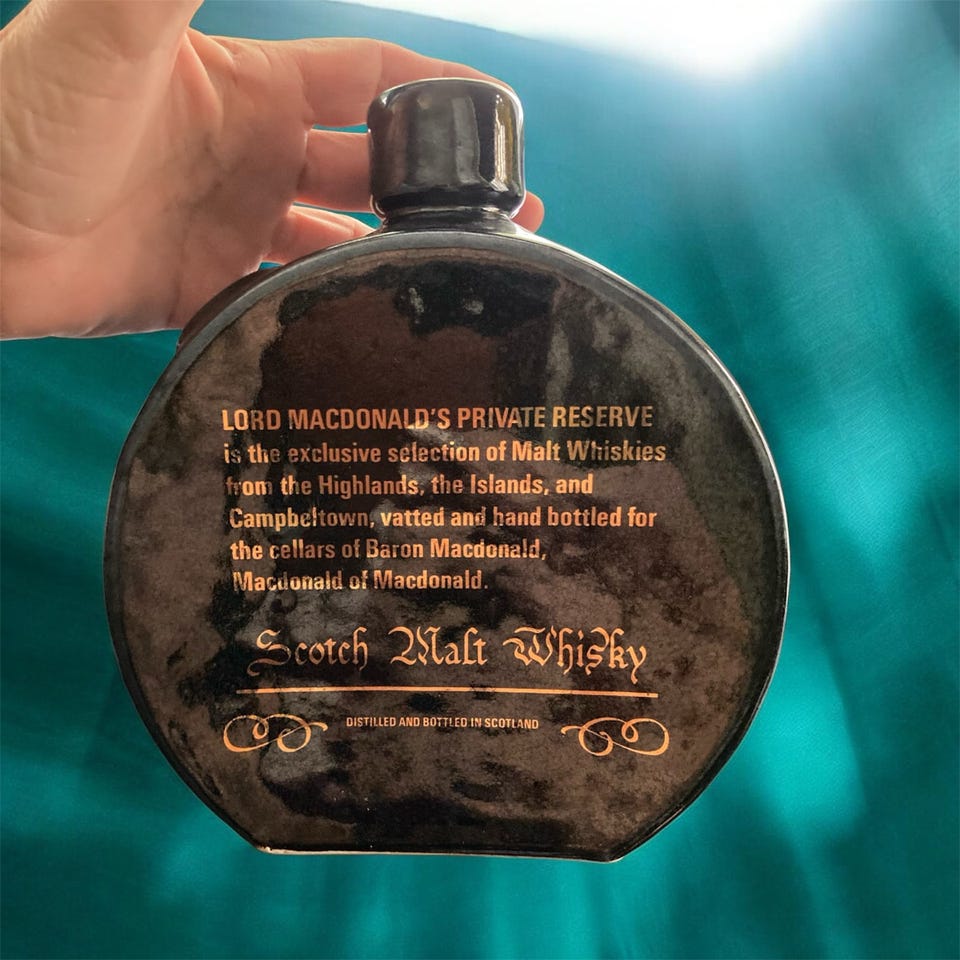 LORD MACDONALD'S PRIVATE RESERVE
is the exclusive selection of Malt Whiskies
from the Highlands, the Islands, and
Campbeltown, vatted and hand bottled for
the cellars of Baron Macdonald,
Macdonald of Macdonald.
Scotch Malt Whisky
DISTILLED AND BOTTLED IN SCOTLAND